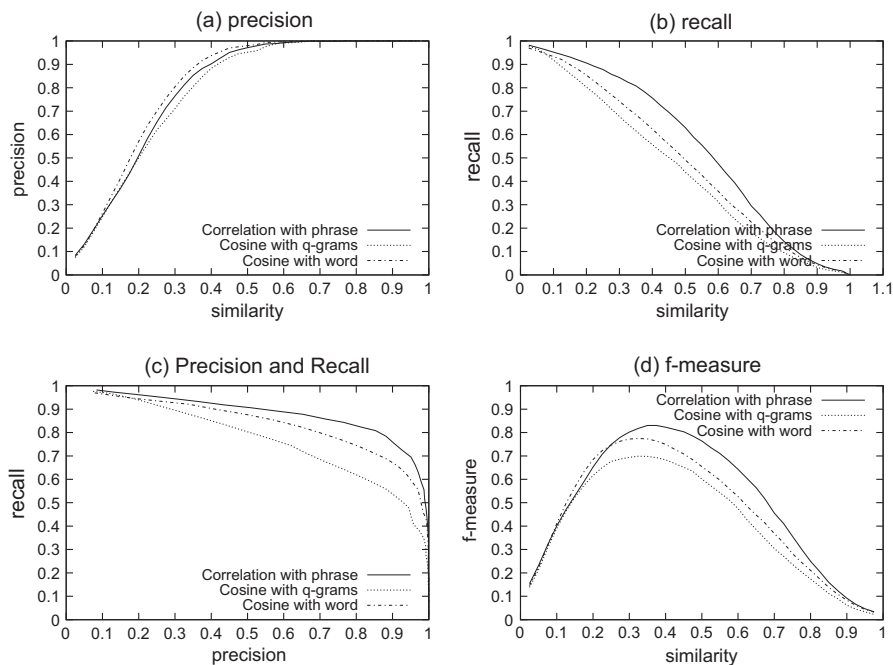 (a) precision
1
0.9
0.8
0.7
0.6
0.5
0.4
0.3
0.2
0.1
0
precision
Correlation with phrase
Cosine with q-grams
Cosine with word
0 0.1 0.2 0.3 0.4 0.5 0.6 0.7 0.8 0.9 1
similarity
(b) recall
1
0.9
0.8
0.7
0.6
0.5
0.4
0.3
0.2
0.1
0
recall
Correlation with phrase
Cosine with q-grams
Cosine with word
0 0.1 0.2 0.3 0.4 0.5 0.6 0.7 0.8 0.9 1 1.1
similarity
(c) Precision and Recall
1
0.9
0.8
0.7
0.6
0.5
0.4
0.3
0.2
0.1
0
recall
Correlation with phrase
Cosine with q-grams
Cosine with word
0 0.1 0.2 0.3 0.4 0.5 0.6 0.7 0.8 0.9 1
precision
(d) f-measure
1
0.9
0.8
0.7
0.6
0.5
0.4
0.3
0.2
0.1
0
f-measure
Correlation with phrase
Cosine with q-grams
Cosine with word
0 0.1 0.2 0.3 0.4 0.5 0.6 0.7 0.8 0.9 1
similarity